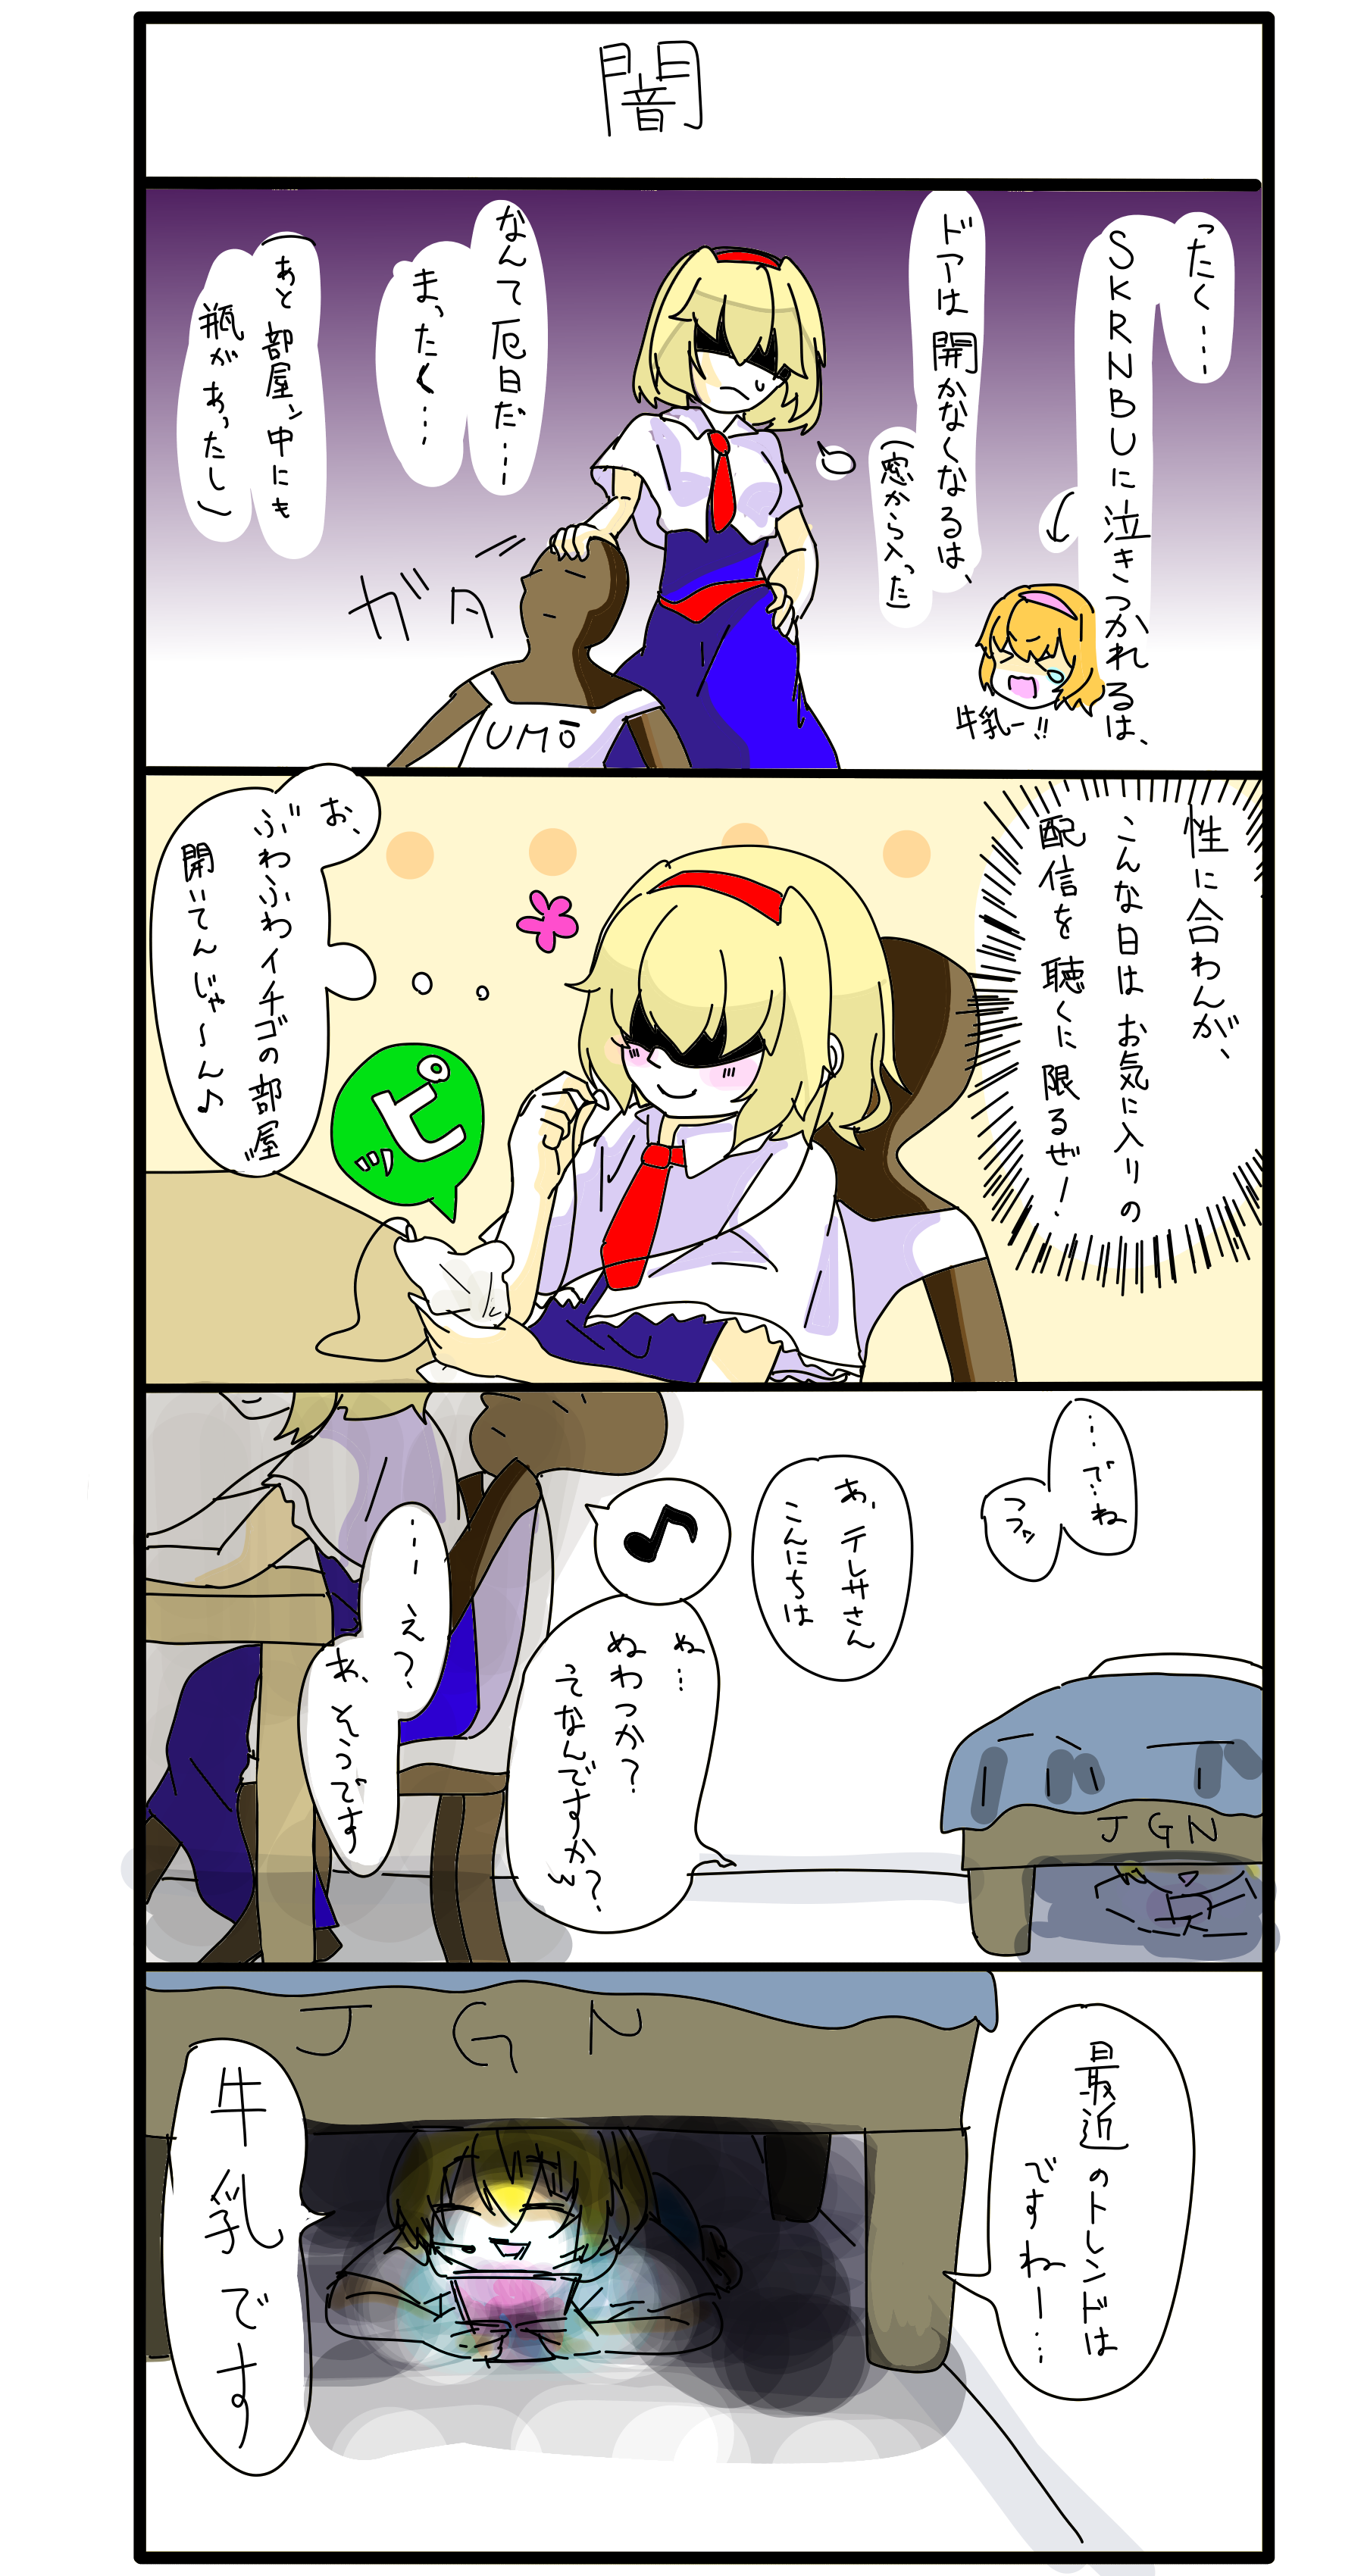 闇
ったく…
SKRNBUに泣きつかれるは、
牛乳ー!!
ドアは開かなくなるは、
(窓から入った)
なんて厄日だ…
まったく…
(あと部屋ン中にも
瓶があったし)
ガタ
UMŌ
性に合わんが、
こんな日はお気に入りの
配信を聴くに限るぜ!
お、
ぶわふわイチゴの部屋
開いてんじゃ～ん♪
ピッ
…でね
フフッ
あ、テレサさん
こんにちは
♪
ね…
ぬわつか?
そなんですか?
……え?
あ、そうです
JGN
最近のトレンドは
ですねー…
JGN
牛乳です